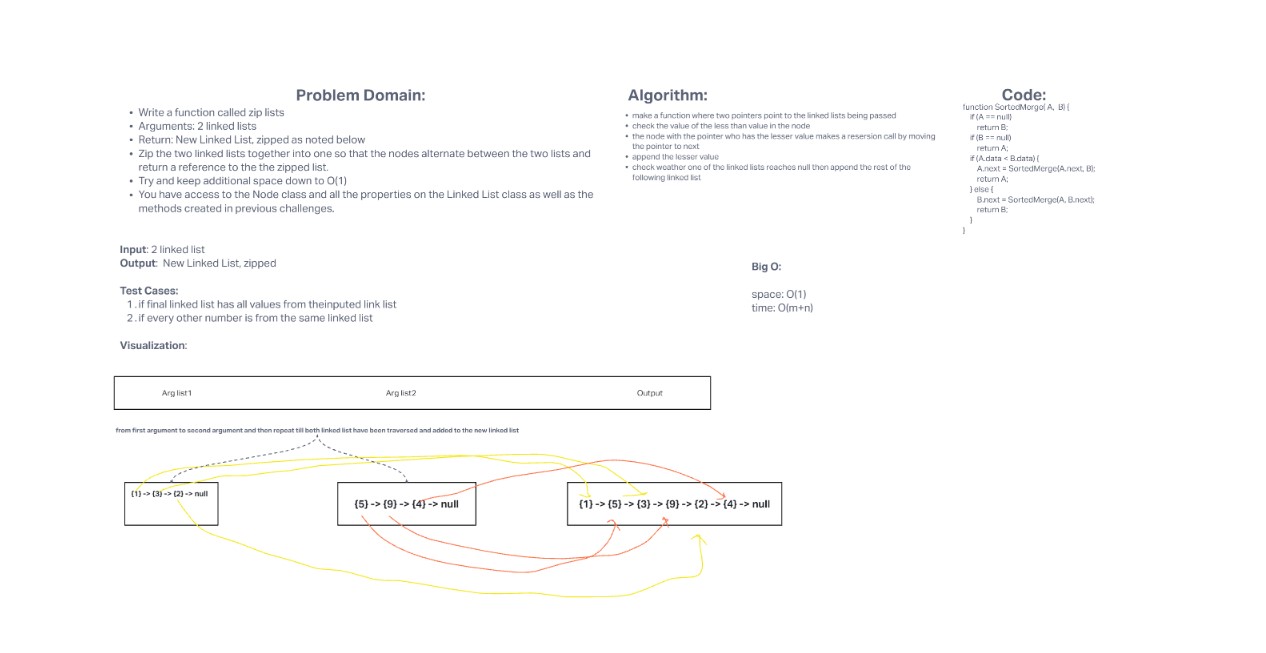 Problem Domain:
• Write a function called zip lists
• Arguments: 2 linked lists
• Return: New Linked List, zipped as noted below
• Zip the two linked lists together into one so that the nodes alternate between the two lists and
return a reference to the the zipped list.
• Try and keep additional space down to O(1)
• You have access to the Node class and all the properties on the Linked List class as well as the
methods created in previous challenges.
Input: 2 linked list
Output: New Linked List, zipped
Test Cases:
1. if final linked list has all values from theinputed link list
2. if every other number is from the same linked list
Visualization:
Algorithm:
• make a function where two pointers point to the linked lists being passed
• check the value of the less than value in the node
• the node with the pointer who has the lesser value makes a resersion call by moving
the pointer to next
• append the lesser value
• check weather one of the linked lists reaches null then append the rest of the
following linked list
Big O:
space: O(1)
time: O(m+n)
Code:
function SortedMerge( A, B) {
if (A == null)
return B;
if (B == null)
return A;
if (A.data < B.data) {
A.next = SortedMerge(A.next, B);
return A;
} else {
B.next = SortedMerge(A, B.next);
return B;
}
}
Arg list1 Arg list2 Output
from first argument to second argument and then repeat till both linked list have been traversed and added to the new linked list
{1} -> {3} -> {2} -> null
{5} -> {9} -> {4} -> null
{1} -> {5} -> {3} -> {9} -> {2} -> {4} -> null